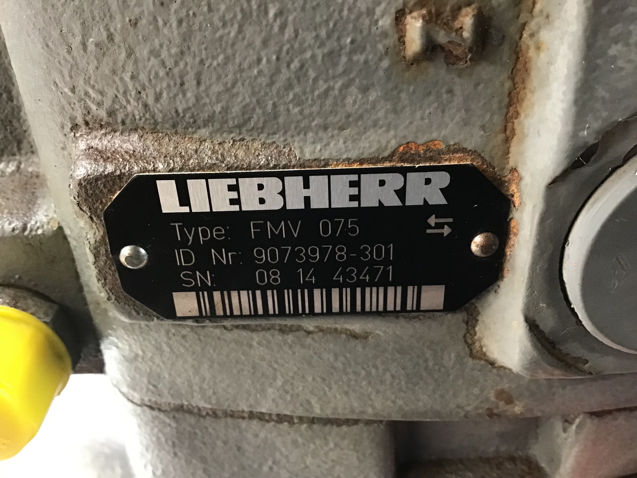 N
LIEBHERR
Type: FMV 075
ID Nr: 9073978-301
SN: 08 14 43471